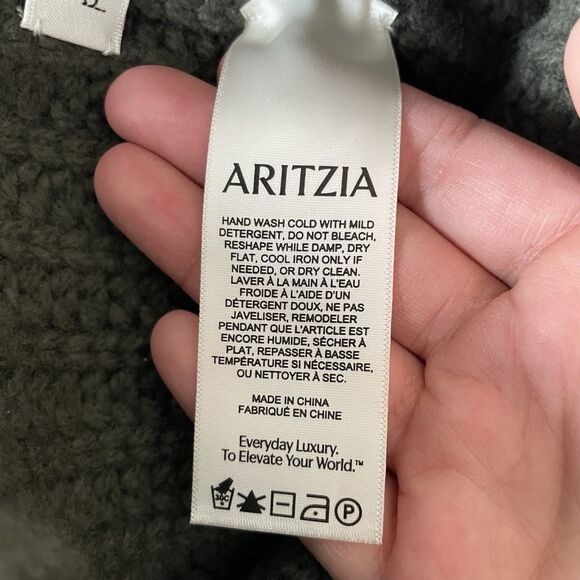 ARITZIA
HAND WASH COLD WITH MILD
DETERGENT, DO NOT BLEACH,
RESHAPE WHILE DAMP, DRY
FLAT, COOL IRON ONLY IF
NEEDED, OR DRY CLEAN.
LAVER À LA MAIN À L'EAU
FROIDE À L'AIDE D'UN
DÉTERGENT DOUX, NE PAS
JAVELISER, REMODELER
PENDANT QUE L'ARTICLE EST
ENCORE HUMIDE, SÉCHER À
PLAT, REPASSER À BASSE
TEMPÉRATURE SI NÉCESSAIRE,
OU NETTOYER À SEC.
MADE IN CHINA
FABRIQUÉ EN CHINE
Everyday Luxury.
To Elevate Your World.™
30C P